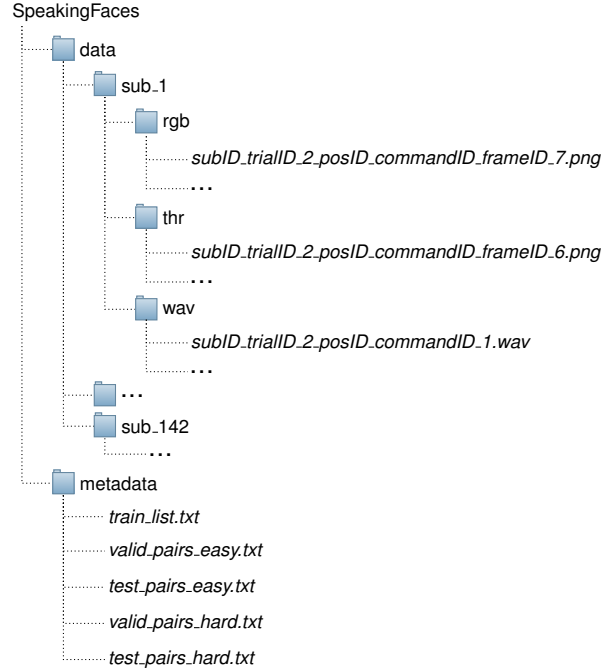 SpeakingFaces
data
sub_1
rgb
subID_trialID_2_posID_commandID_frameID_7.png
...
thr
subID_trialID_2_posID_commandID_frameID_6.png
...
wav
subID_trialID_2_posID_commandID_1.wav
...
...
sub_142
...
metadata
train_list.txt
valid_pairs_easy.txt
test_pairs_easy.txt
valid_pairs_hard.txt
test_pairs_hard.txt